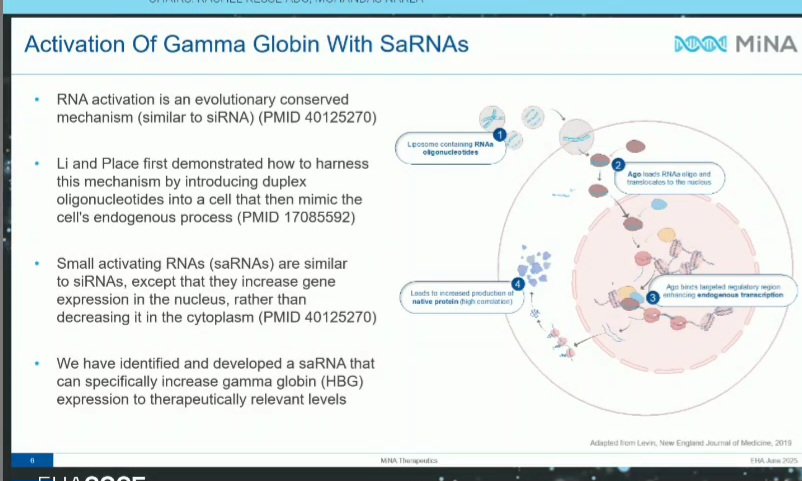 Activation Of Gamma Globin With SaRNAs
MiNA
• RNA activation is an evolutionary conserved
mechanism (similar to siRNA) (PMID 40125270)
• Li and Place first demonstrated how to harness
this mechanism by introducing duplex
oligonucleotides into a cell that then mimic the
cell's endogenous process (PMID 17085592)
• Small activating RNAs (saRNAs) are similar
to siRNAs, except that they increase gene
expression in the nucleus, rather than
decreasing it in the cytoplasm (PMID 40125270)
• We have identified and developed a saRNA that
can specifically increase gamma globin (HBG)
expression to therapeutically relevant levels
1
Liposome containing RNAa
oligonucleotides
2
Ago loads RNAa oligo and
translocates to the nucleus
3
Ago binds targeted regulatory region
enhancing endogenous transcription
4
Leads to increased production of
native protein (high correlation)
Adapted from Levin, New England Journal of Medicine, 2019
MiNA Therapeutics
EHA June 2025